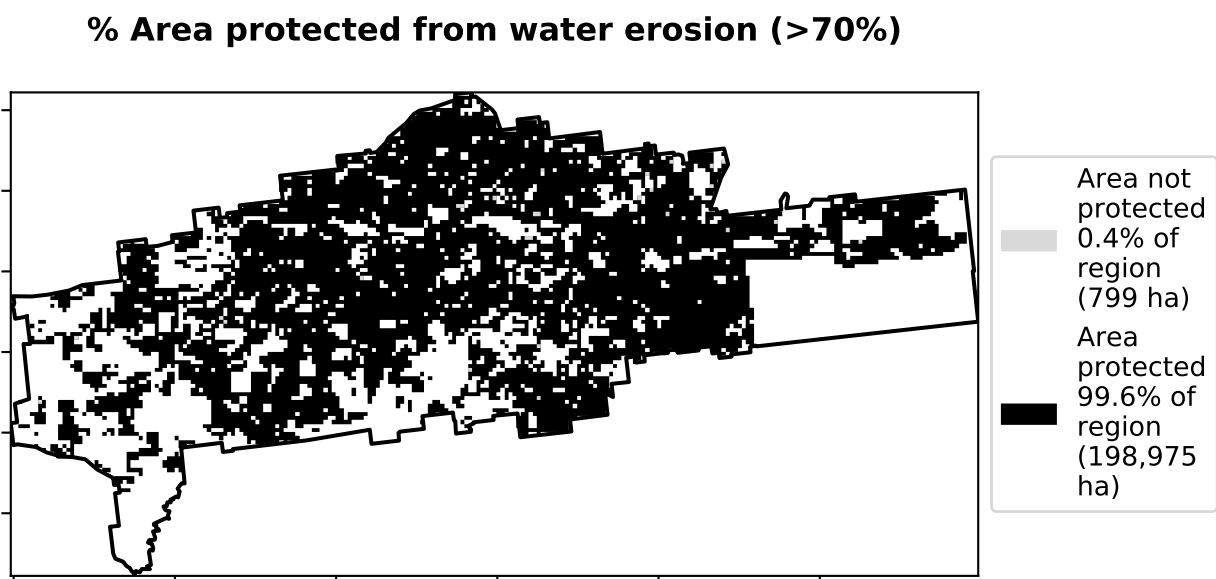 % Area protected from water erosion (>70%)
Area not
protected
0.4% of
region
(799 ha)
Area
protected
99.6% of
region
(198,975
ha)